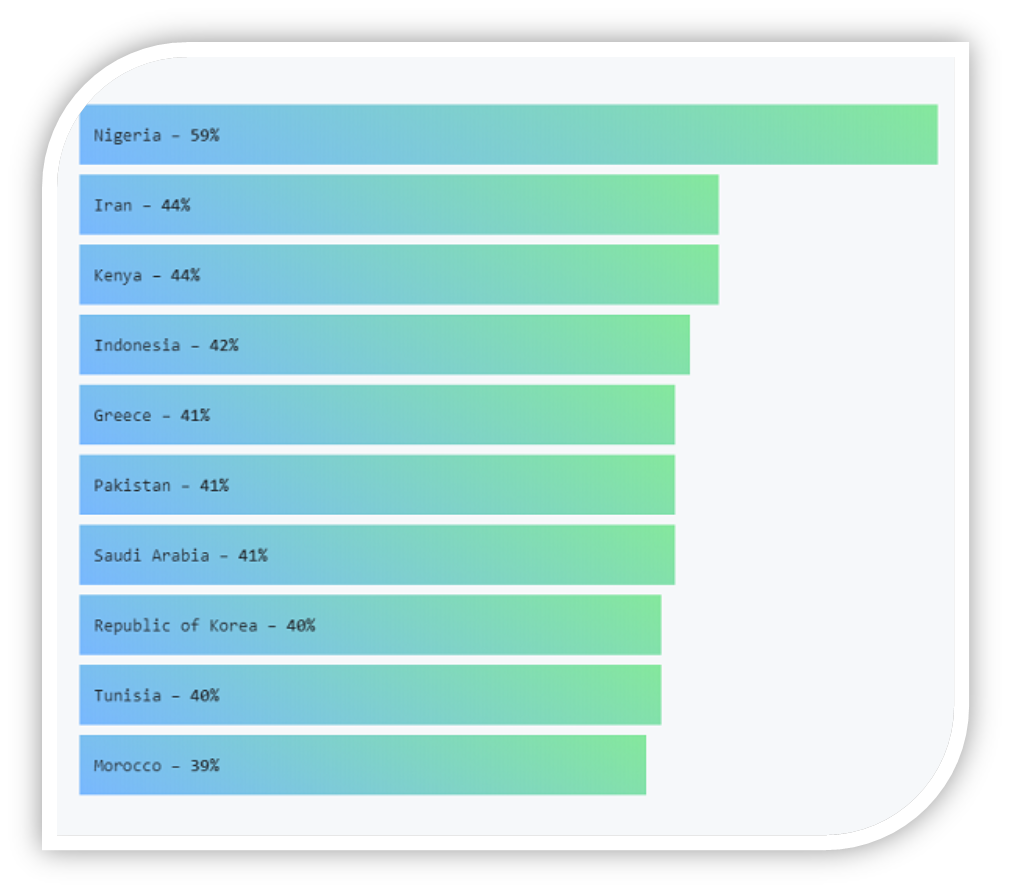 Nigeria – 59%
Iran – 44%
Kenya – 44%
Indonesia – 42%
Greece – 41%
Pakistan – 41%
Saudi Arabia – 41%
Republic of Korea – 40%
Tunisia – 40%
Morocco – 39%